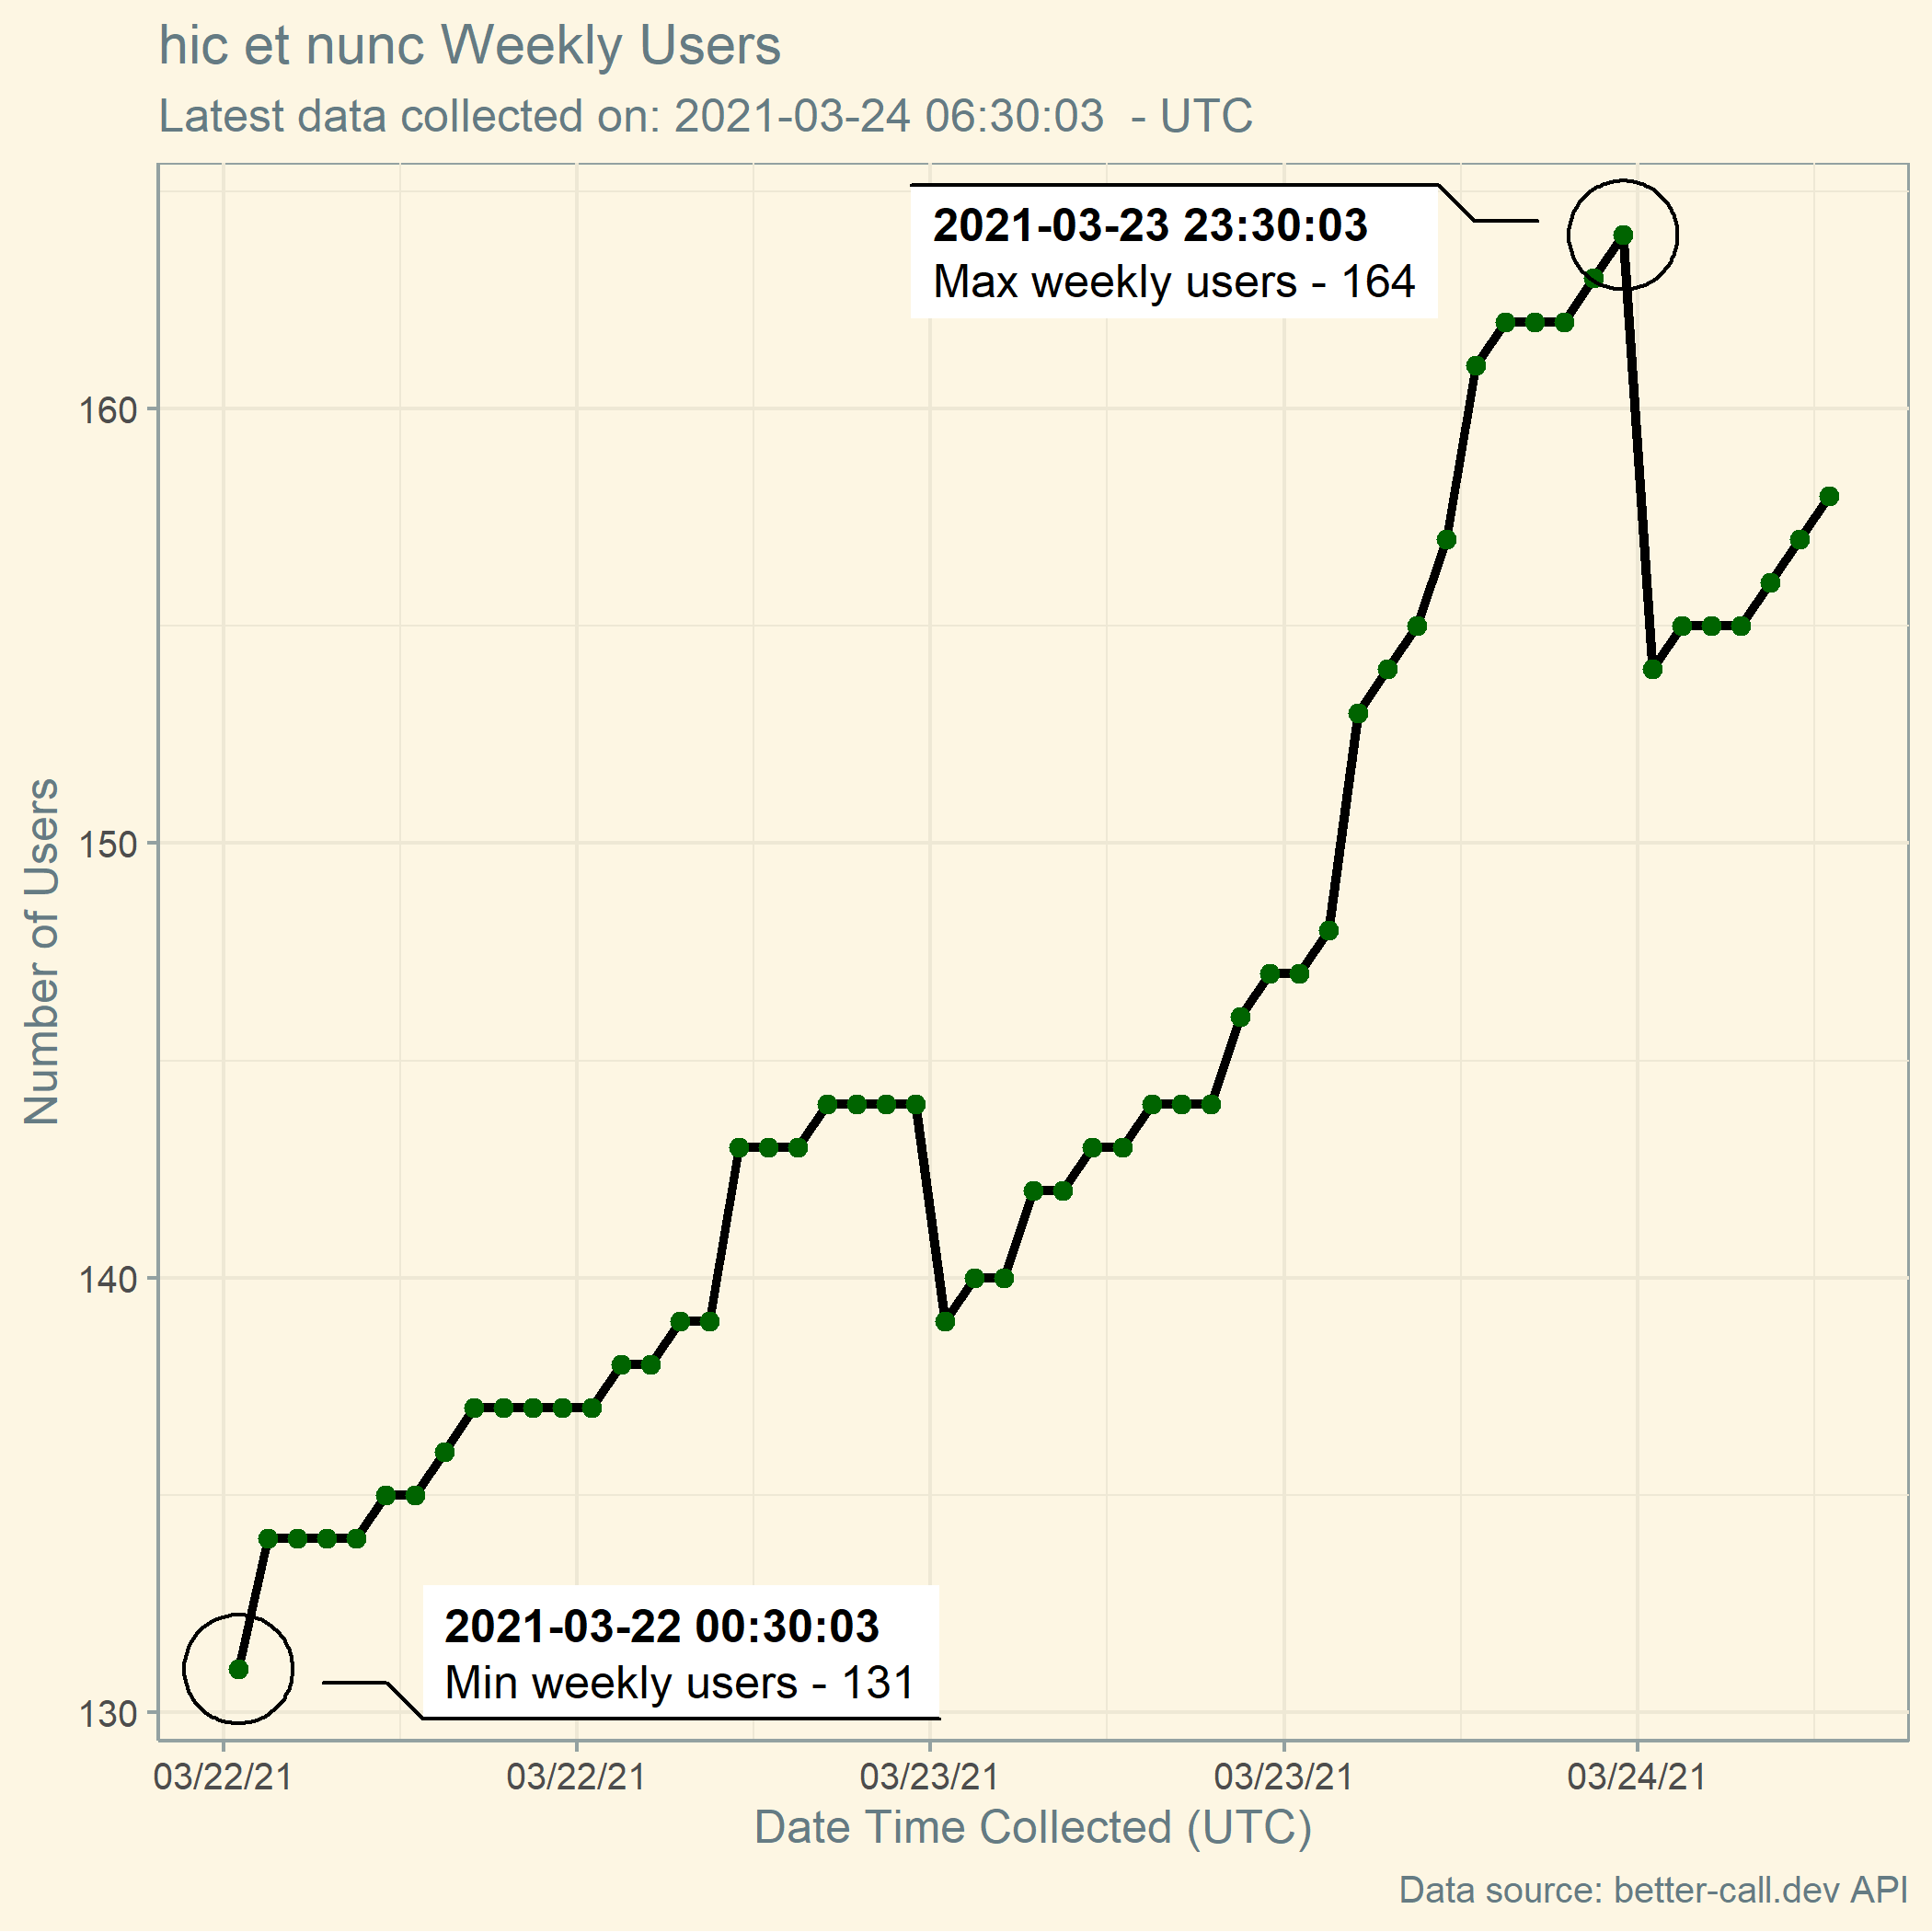 hic et nunc Weekly Users
Latest data collected on: 2021-03-24 06:30:03  - UTC
2021-03-23 23:30:03
Max weekly users - 164
160
150
140
130
Number of Users
2021-03-22 00:30:03
Min weekly users - 131
03/22/21 03/22/21 03/23/21 03/23/21 03/24/21
Date Time Collected (UTC)
Data source: better-call.dev API